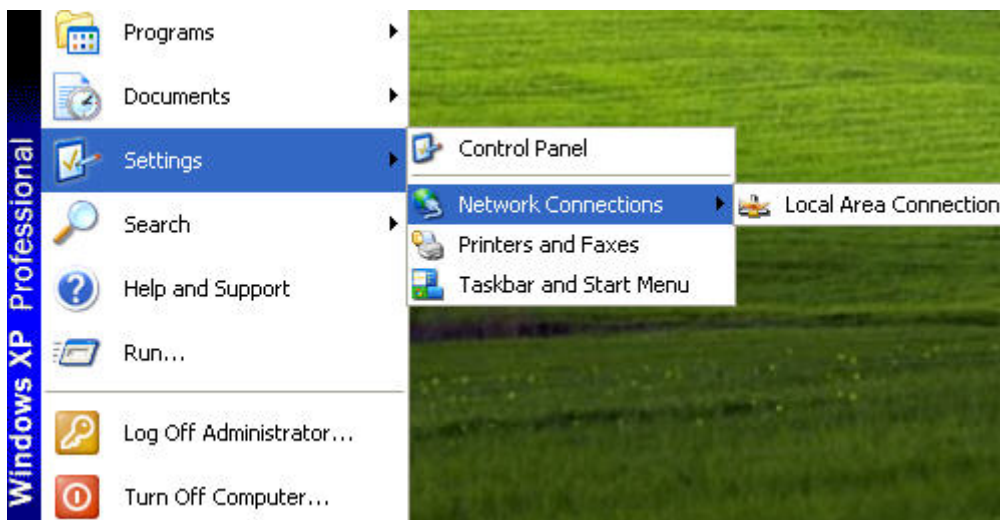 Windows XP Professional
Programs
Documents
Settings
Search
Help and Support
Run...
Log Off Administrator...
Turn Off Computer...
Control Panel
Network Connections
Printers and Faxes
Taskbar and Start Menu
Local Area Connection